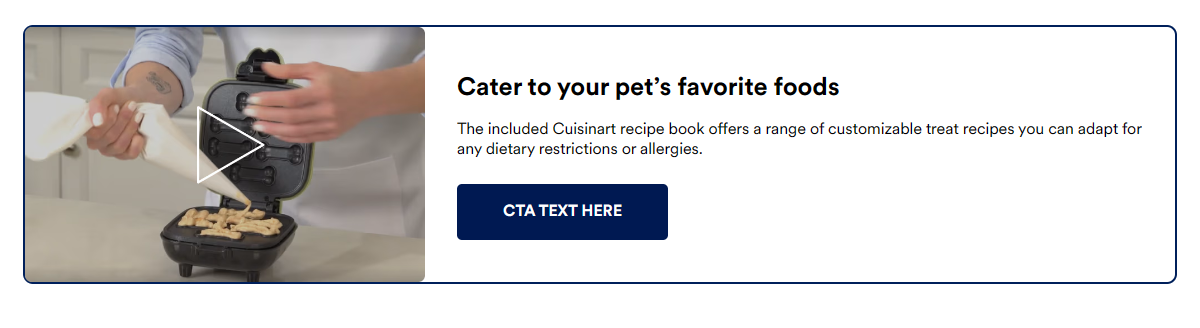 Cater to your pet’s favorite foods
The included Cuisinart recipe book offers a range of customizable treat recipes you can adapt for
any dietary restrictions or allergies.
CTA TEXT HERE